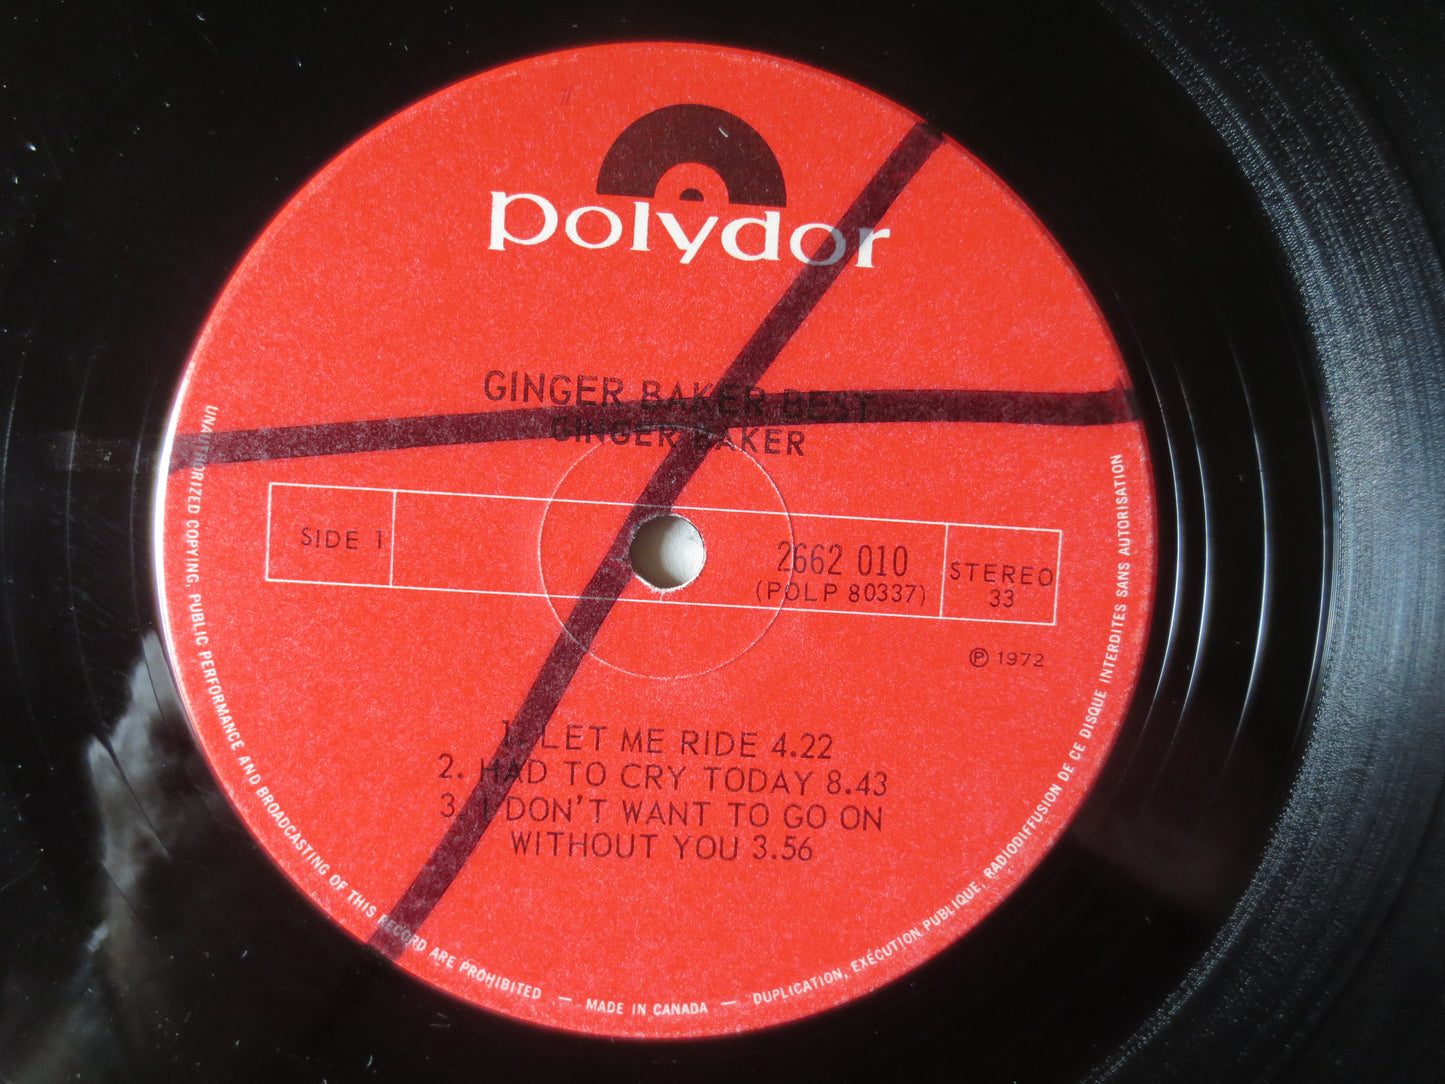 polydor
GINGER BAKER BEST
GINGER BAKER
SIDE 1
2662 010
(POLP 80337)
STEREO
33
℗ 1972
1. LET ME RIDE 4.22
2. HAD TO CRY TODAY 8.43
3. I DON'T WANT TO GO ON
WITHOUT YOU 3.56
UNAUTHORIZED COPYING, PUBLIC PERFORMANCE AND BROADCASTING OF THIS RECORD ARE PROHIBITED — MADE IN CANADA — DUPLICATION, EXÉCUTION PUBLIQUE, RADIODIFFUSION DE CE DISQUE INTERDITES SANS AUTORISATION